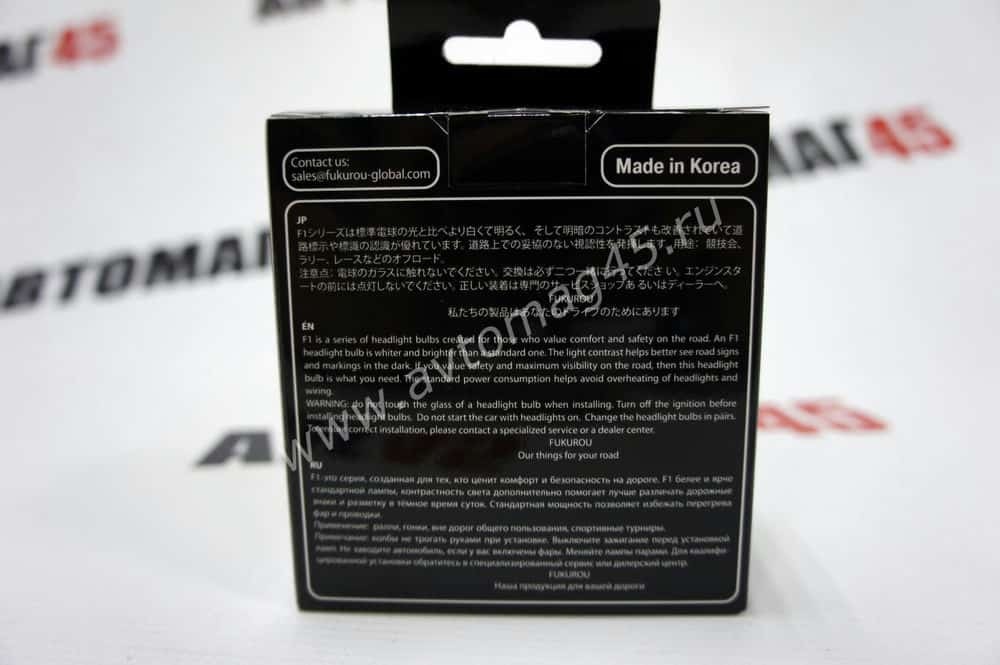 МАГ45
АВТОМАГ45
АВТОМАГ45
Contact us:
sales@fukurou-global.com
Made in Korea
JP
F1シリーズは標準電球の光と比べより白くて明るく、そして明暗のコントラストも改善されていて道
路標示や標識の認識が優れています。道路上での妥協のない視認性を発揮します。用途: 競技会、
ラリー、レースなどのオフロード。
注意点: 電球のガラスに触れないでください。交換は必ず二つ一緒にしてください。エンジンスタ
ートの前には点灯しないでください。正しい装着は専門のサービスショップあるいはディーラーへ。
FUKUROU
私たちの製品はあなたのドライブのためにあります
EN
F1 is a series of headlight bulbs created for those who value comfort and safety on the road. An F1
headlight bulb is whiter and brighter than a standard one. The light contrast helps better see road signs
and markings in the dark. If you value safety and maximum visibility on the road, then this headlight
bulb is what you need. The standard power consumption helps avoid overheating of headlights and
wiring.
WARNING: do not touch the glass of a headlight bulb when installing. Turn off the ignition before
installing headlight bulbs. Do not start the car with headlights on. Change the headlight bulbs in pairs.
To ensure correct installation, please contact a specialized service or a dealer center.
FUKUROU
Our things for your road
RU
F1-это серия, созданная для тех, кто ценит комфорт и безопасность на дороге. F1 белее и ярче
стандартной лампы, контрастность света дополнительно помогает лучше различать дорожные
знаки и разметку в тёмное время суток. Стандартная мощность позволяет избежать перегрева
фар и проводки.
Применение: ралли, гонки, вне дорог общего пользования, спортивные турниры.
Примечание: колбы не трогать руками при установке. Выключите зажигание перед установкой
ламп. Не заводите автомобиль, если у вас включены фары. Меняйте лампы парами. Для квалифи-
цированной установки обратитесь в специализированный сервис или дилерский центр.
FUKUROU
Наша продукция для вашей дороги
www.avtomag45.ru